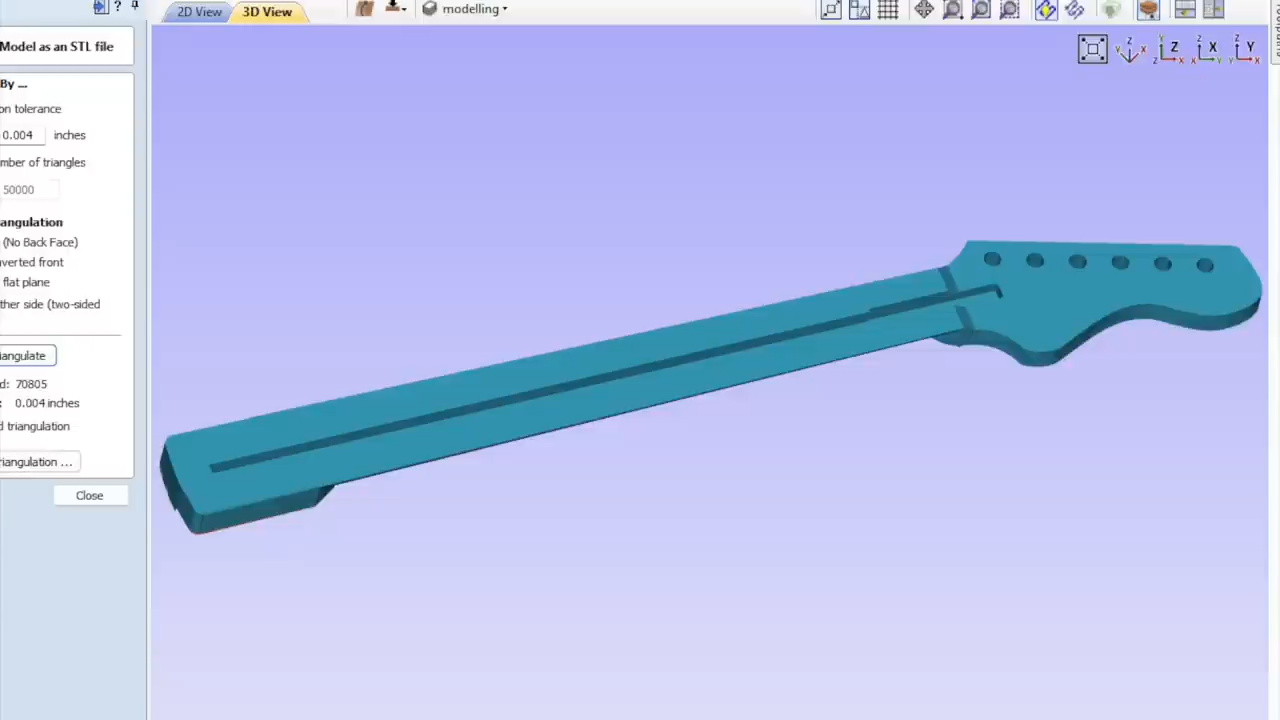 2D View
3D View
modelling
Model as an STL file
By ...
on tolerance
0.004 inches
mber of triangles
50000
angulation
(No Back Face)
verted front
flat plane
ther side (two-sided
iangulate
d: 70805
: 0.004 inches
d triangulation
riangulation ...
Close
Z
Y X
Y Z
Z X
Z X
X Y
Z Y
Y X